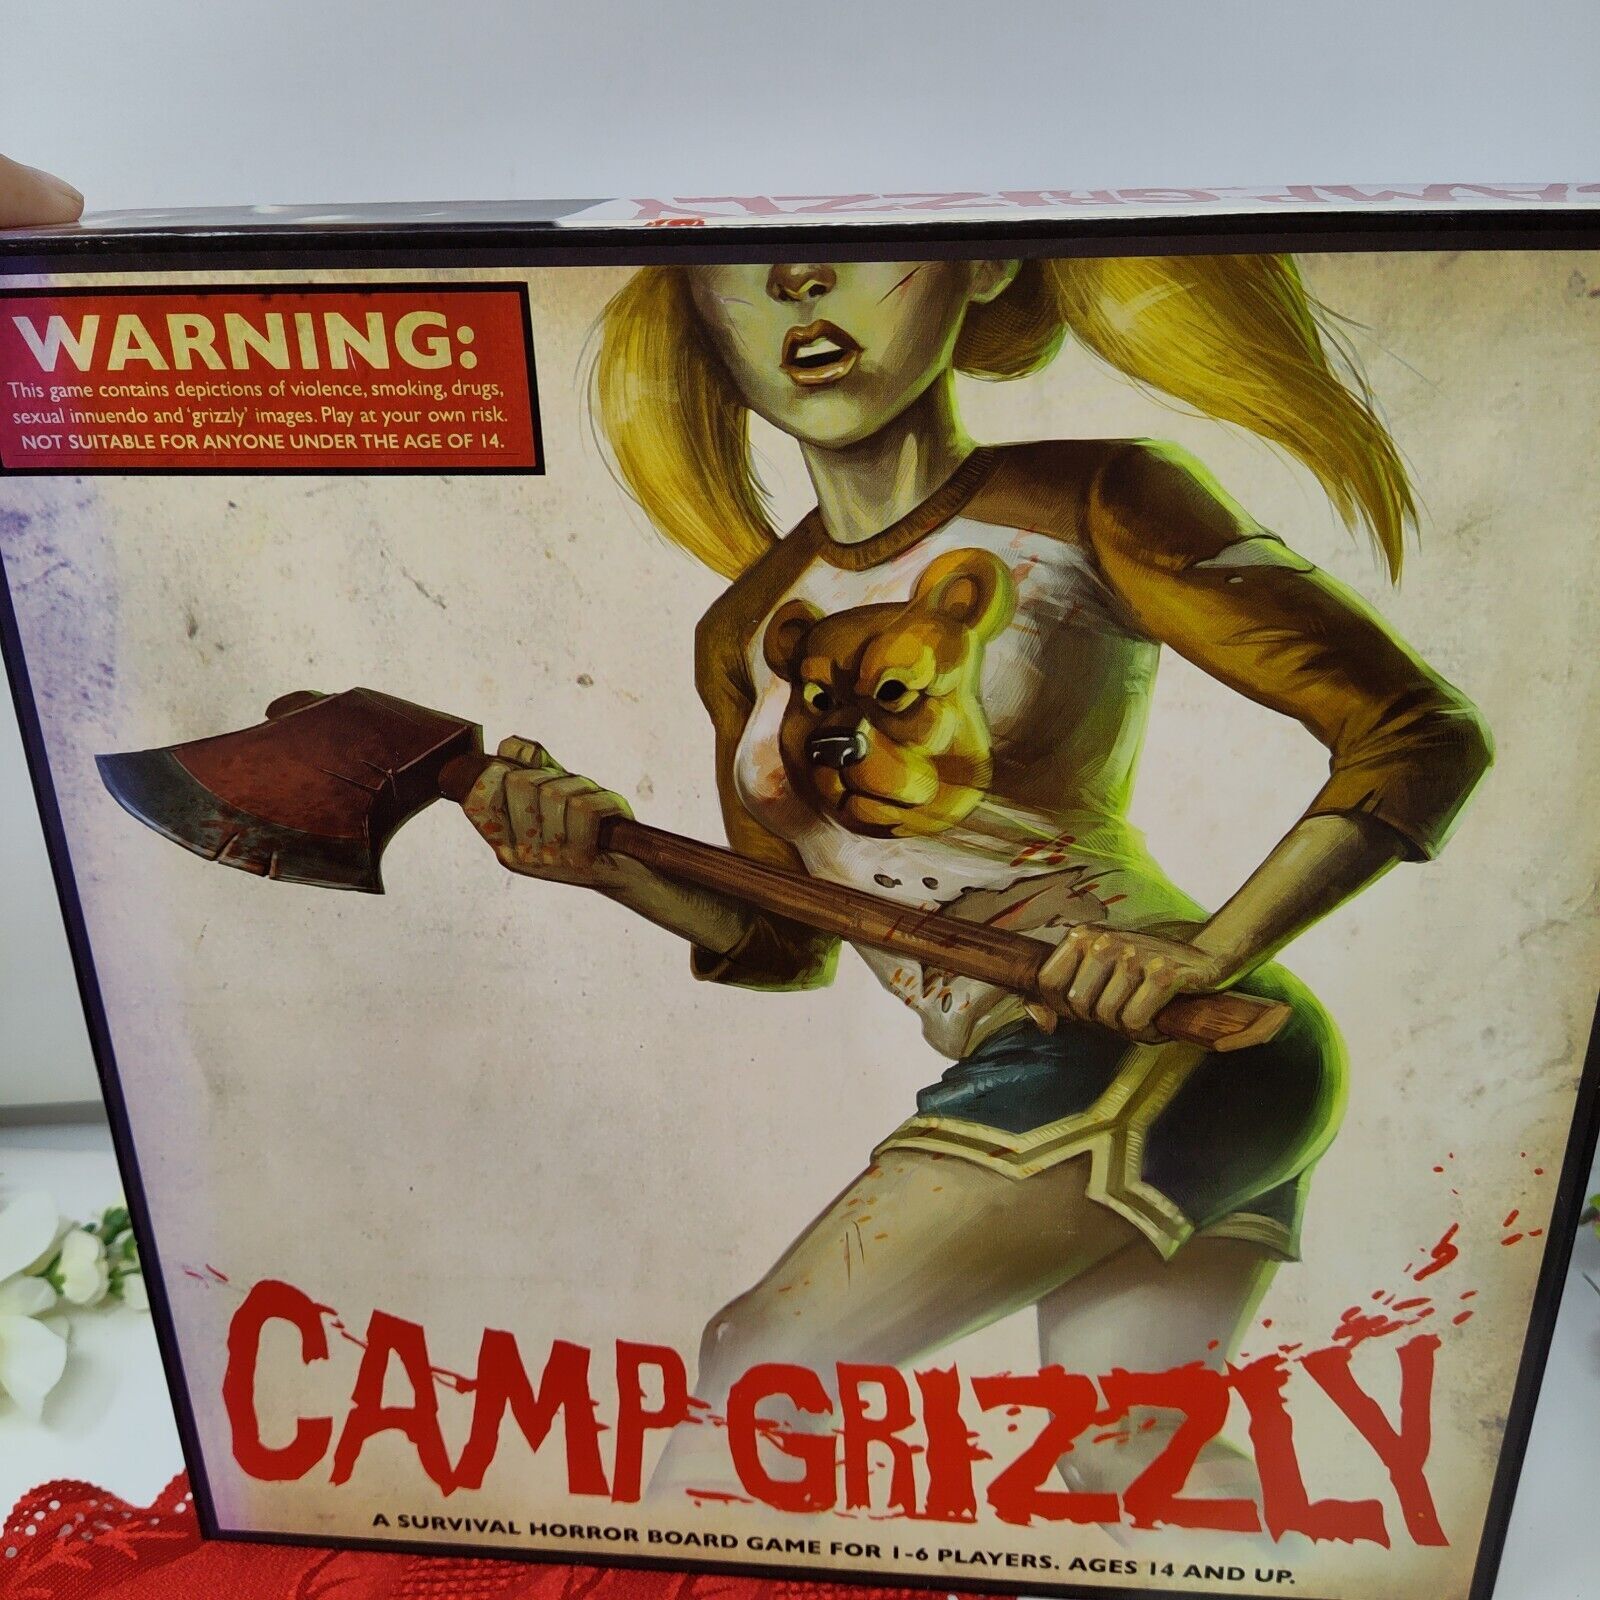 CAMP GRIZZLY
WARNING:
This game contains depictions of violence, smoking, drugs,
sexual innuendo and 'grizzly' images. Play at your own risk.
NOT SUITABLE FOR ANYONE UNDER THE AGE OF 14.
CAMP GRIZZLY
A SURVIVAL HORROR BOARD GAME FOR 1-6 PLAYERS. AGES 14 AND UP.